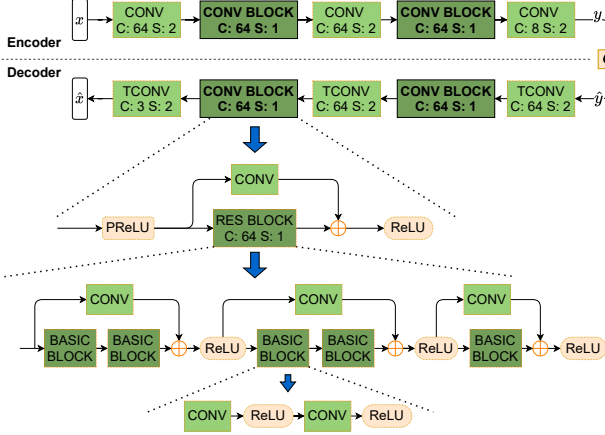 x
CONV
C: 64 S: 2
CONV BLOCK
C: 64 S: 1
CONV
C: 64 S: 2
CONV BLOCK
C: 64 S: 1
CONV
C: 8 S: 2
y
Encoder
Decoder
x̂
TCONV
C: 3 S: 2
CONV BLOCK
C: 64 S: 1
TCONV
C: 64 S: 2
CONV BLOCK
C: 64 S: 1
TCONV
C: 64 S: 2
ŷ
CONV
PReLU
RES BLOCK
C: 64 S: 1
ReLU
CONV
CONV
CONV
BASIC
BLOCK
BASIC
BLOCK
ReLU
BASIC
BLOCK
BASIC
BLOCK
ReLU
BASIC
BLOCK
ReLU
CONV
ReLU
CONV
ReLU